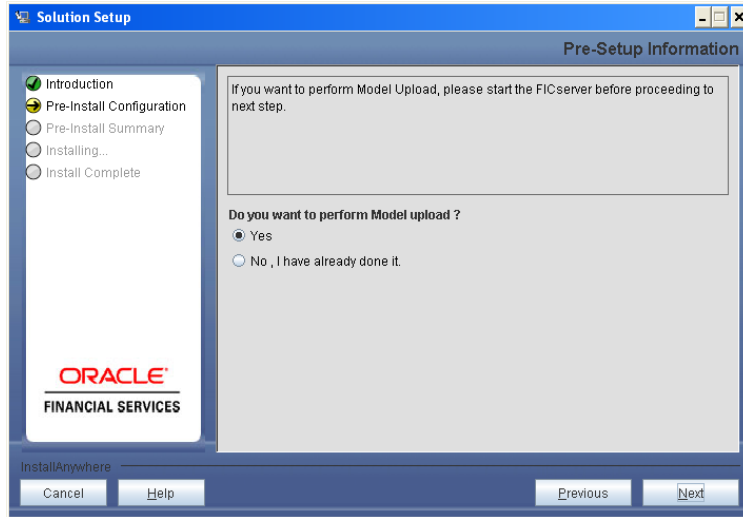 Solution Setup
Pre-Setup Information
Introduction
Pre-Install Configuration
Pre-Install Summary
Installing...
Install Complete
If you want to perform Model Upload, please start the FICserver before proceeding to
next step.
Do you want to perform Model upload ?
Yes
No , I have already done it.
ORACLE
FINANCIAL SERVICES
InstallAnywhere
Cancel
Help
Previous
Next